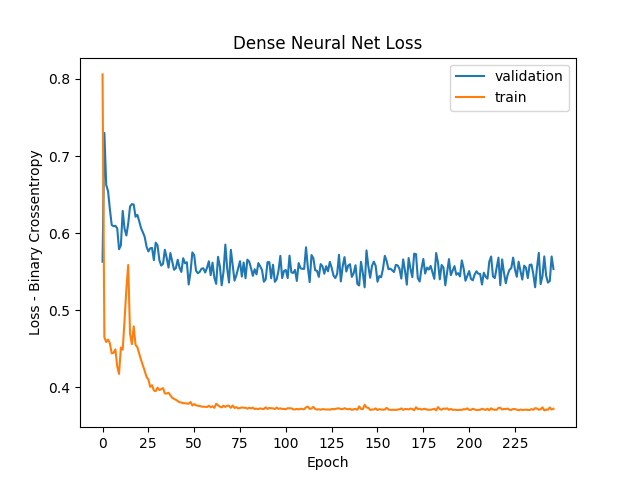 Dense Neural Net Loss
validation
train
0.8
0.7
0.6
0.5
0.4
Loss - Binary Crossentropy
0 25 50 75 100 125 150 175 200 225
Epoch